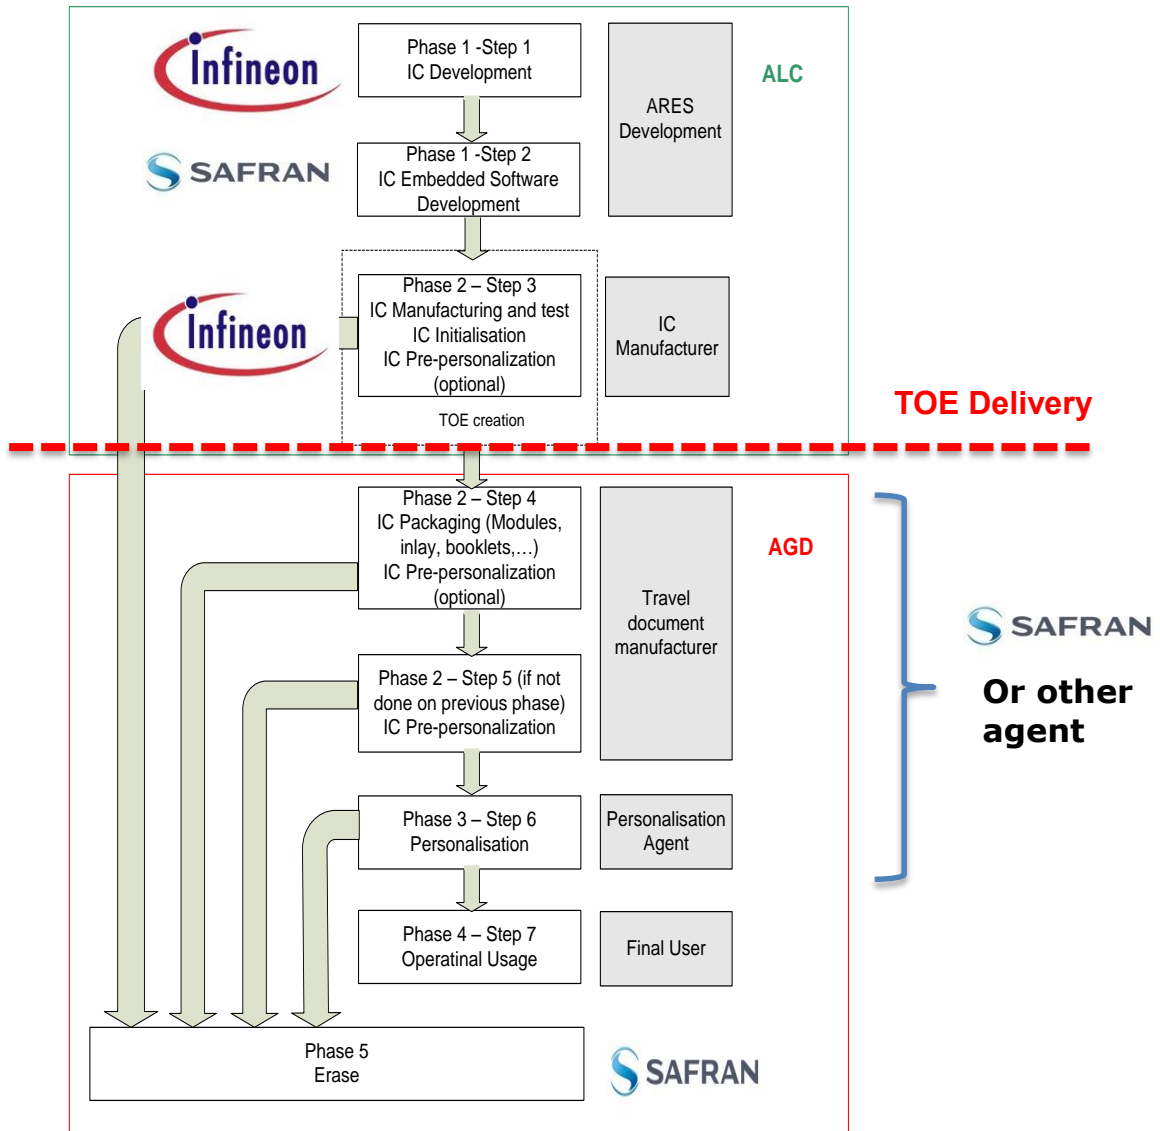 infineon
Phase 1 -Step 1
IC Development
ALC
ARES
Development
SAFRAN
Phase 1 -Step 2
IC Embedded Software
Development
infineon
Phase 2 – Step 3
IC Manufacturing and test
IC Initialisation
IC Pre-personalization
(optional)
TOE creation
IC
Manufacturer
TOE Delivery
Phase 2 – Step 4
IC Packaging (Modules,
inlay, booklets,…)
IC Pre-personalization
(optional)
AGD
Travel
document
manufacturer
SAFRAN
Or other
agent
Phase 2 – Step 5 (if not
done on previous phase)
IC Pre-personalization
Phase 3 – Step 6
Personalisation
Personalisation
Agent
Phase 4 – Step 7
Operatinal Usage
Final User
Phase 5
Erase
SAFRAN